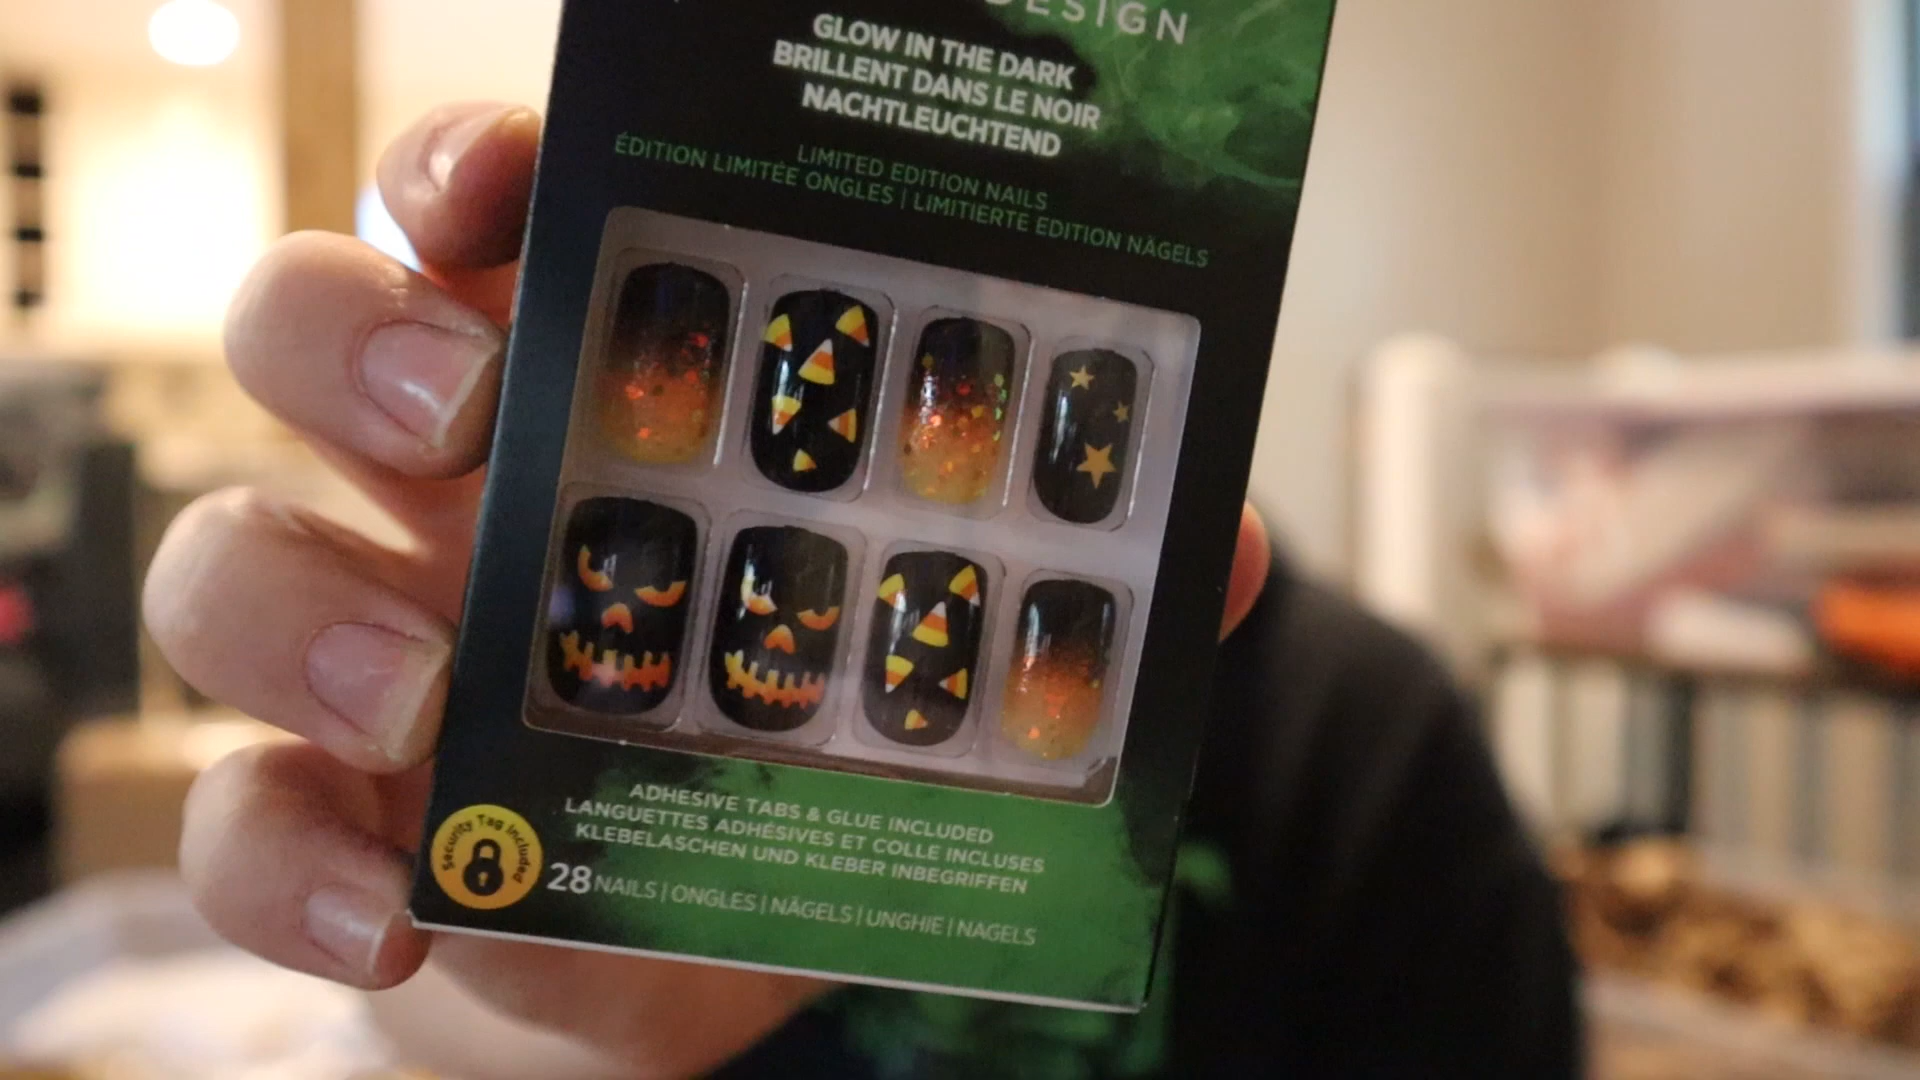 DESIGN
GLOW IN THE DARK
BRILLENT DANS LE NOIR
NACHTLEUCHTEND
LIMITED EDITION NAILS
ÉDITION LIMITÉE ONGLES | LIMITIERTE EDITION NÄGELS
ADHESIVE TABS & GLUE INCLUDED
LANGUETTES ADHÉSIVES ET COLLE INCLUSES
KLEBELASCHEN UND KLEBER INBEGRIFFEN
Security Tag Included
28 NAILS | ONGLES | NÄGELS | UNGHIE | NAGELS